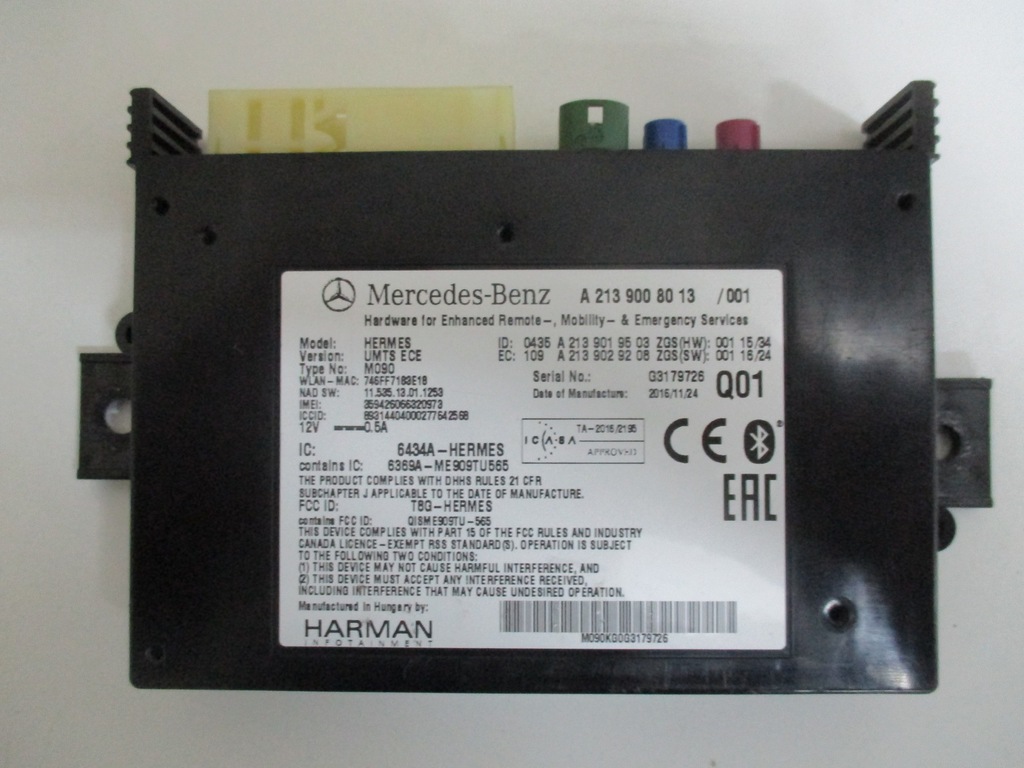 Mercedes-Benz A 213 900 80 13 /001
Hardware for Enhanced Remote-, Mobility- & Emergency Services
Model: HERMES ID: 0435 A 213 901 95 03 ZGS(HW): 001 15/34
Version: UMTS ECE EC: 109 A 213 902 92 08 ZGS(SW): 001 16/24
Type No: M090
WLAN-MAC: 746FF7183E18 Serial No.: G3179726 Q01
NAD SW: 11.535.13.01.1253 Date of Manufacture: 2016/11/24
IMEI: 359426066320973
ICCID: 89314404000277642568
12V 0.5A
ICASA TA-2016/2195
APPROVED
CE
IC: 6434A-HERMES
contains IC: 6369A-ME909TU565
EAC
THE PRODUCT COMPLIES WITH DHHS RULES 21 CFR
SUBCHAPTER J APPLICABLE TO THE DATE OF MANUFACTURE.
FCC ID: T8G-HERMES
contains FCC ID: QISME909TU-565
THIS DEVICE COMPLIES WITH PART 15 OF THE FCC RULES AND INDUSTRY
CANADA LICENCE-EXEMPT RSS STANDARD(S). OPERATION IS SUBJECT
TO THE FOLLOWING TWO CONDITIONS:
(1) THIS DEVICE MAY NOT CAUSE HARMFUL INTERFERENCE, AND
(2) THIS DEVICE MUST ACCEPT ANY INTERFERENCE RECEIVED,
INCLUDING INTERFERENCE THAT MAY CAUSE UNDESIRED OPERATION.
Manufactured in Hungary by:
HARMAN
INFOTAINMENT
M090KG0G3179726